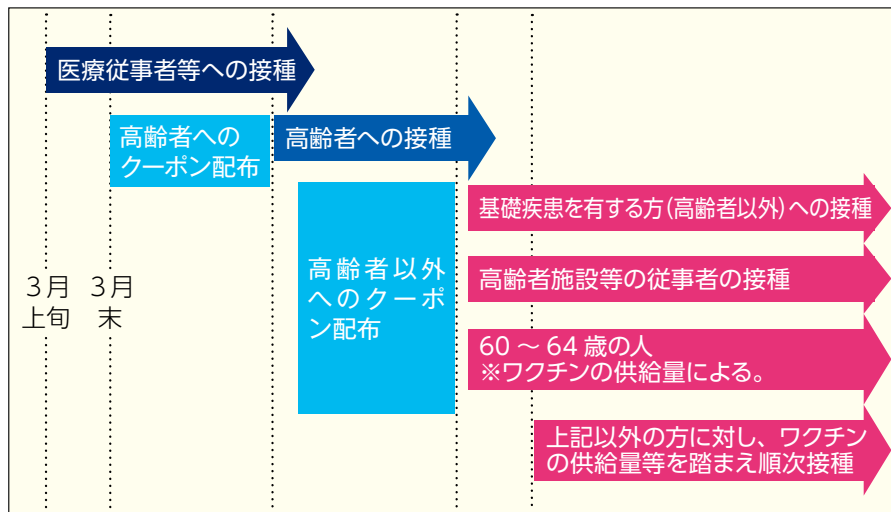 医療従事者等への接種
高齢者への
クーポン配布
高齢者への接種
基礎疾患を有する方(高齢者以外)への接種
高齢者以外
へのクーポ
ン配布
3月
上旬
3月
末
高齢者施設等の従事者の接種
60～64歳の人
※ワクチンの供給量による。
上記以外の方に対し、ワクチン
の供給量等を踏まえ順次接種